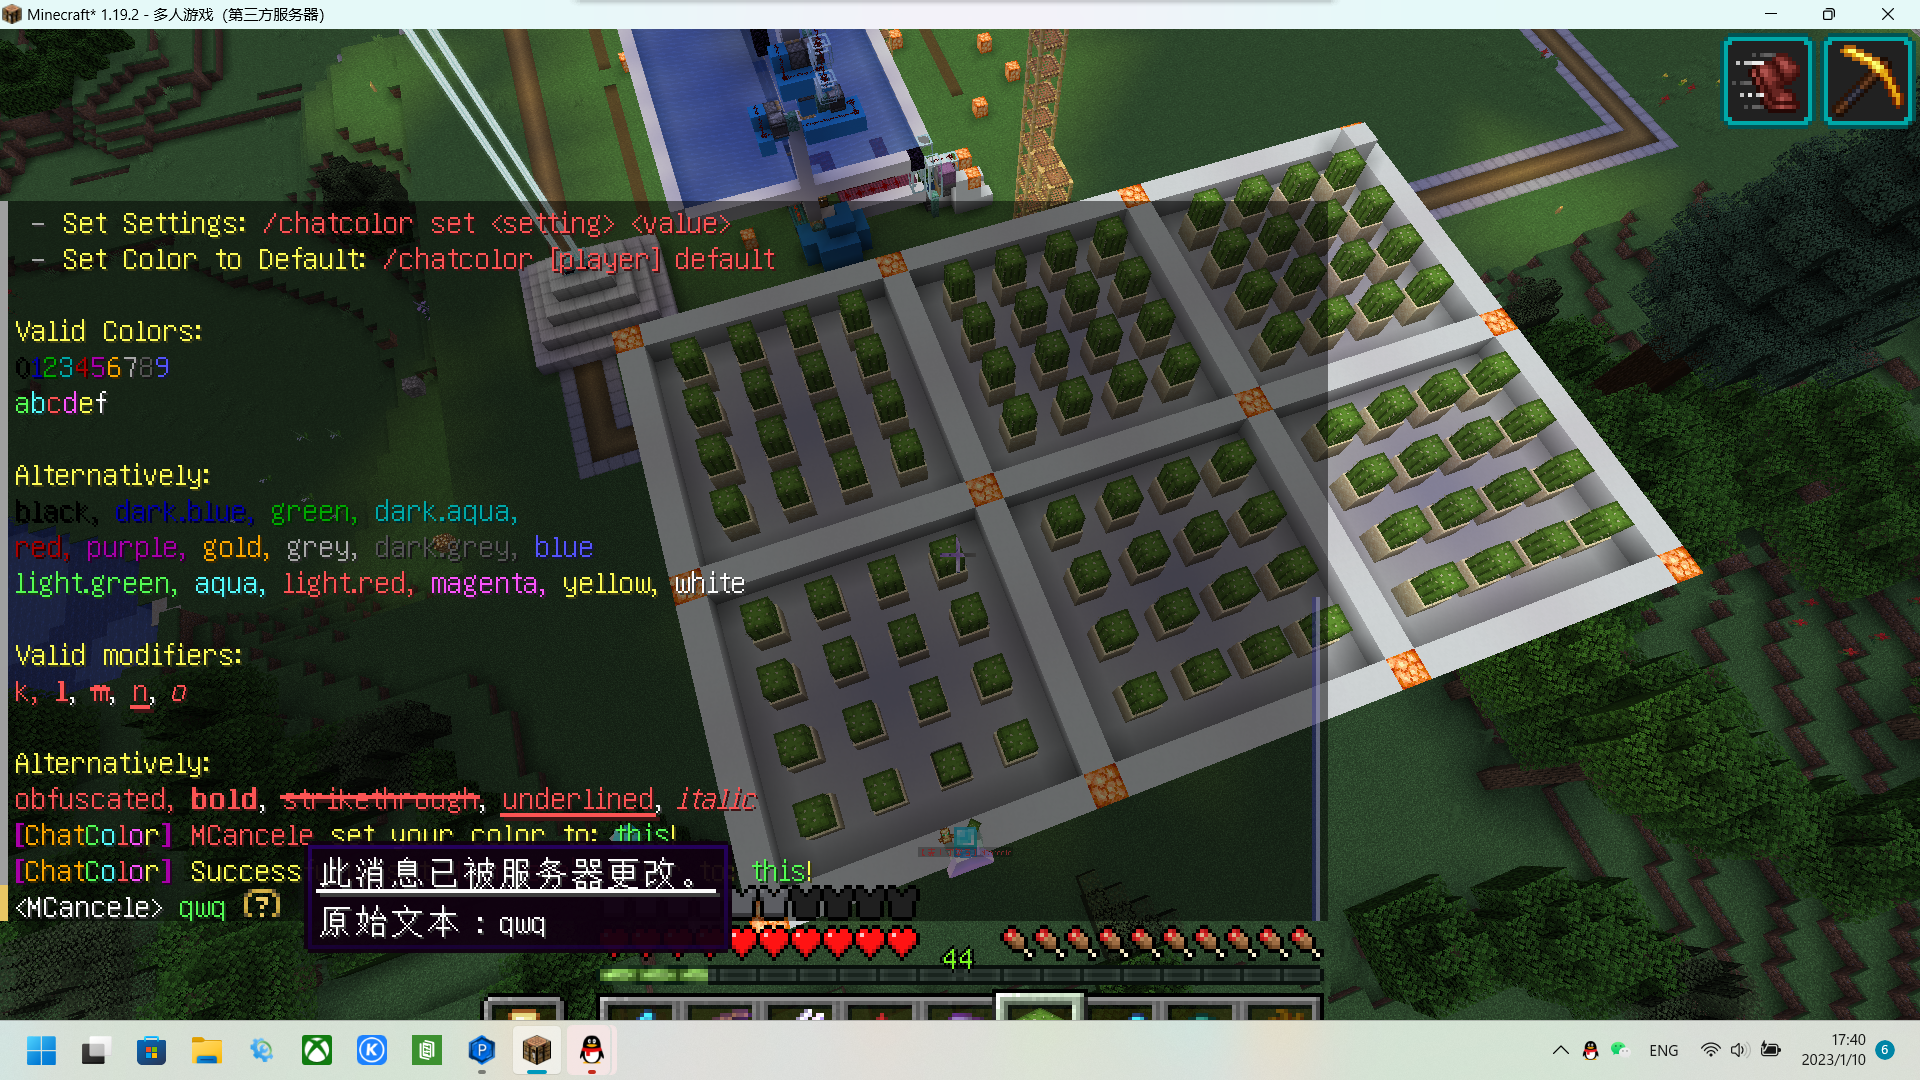 Minecraft* 1.19.2 - 多人游戏（第三方服务器）
- Set Settings: /chatcolor set <setting> <value>
- Set Color to Default: /chatcolor [player] default
Valid Colors:
0123456789
abcdef
Alternatively:
black, dark.blue, green, dark.aqua,
red, purple, gold, grey, dark.grey, blue
light.green, aqua, light.red, magenta, yellow, white
Valid modifiers:
k, l, m, n, o
Alternatively:
obfuscated, bold, strikethrough, underlined, italic
[ChatColor] MCancele set your color to: this!
[ChatColor] Success this!
<MCancele> qwq (?)
此消息已被服务器更改。
原始文本：qwq
44
ENG
17:40
2023/1/10
6